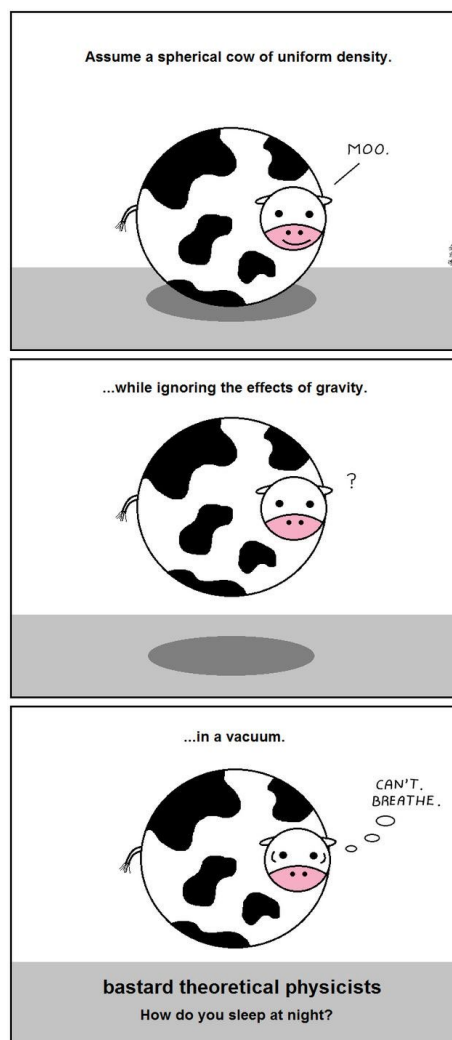 Assume a spherical cow of uniform density.
MOO.
...while ignoring the effects of gravity.
?
...in a vacuum.
CAN'T.
BREATHE.
bastard theoretical physicists
How do you sleep at night?